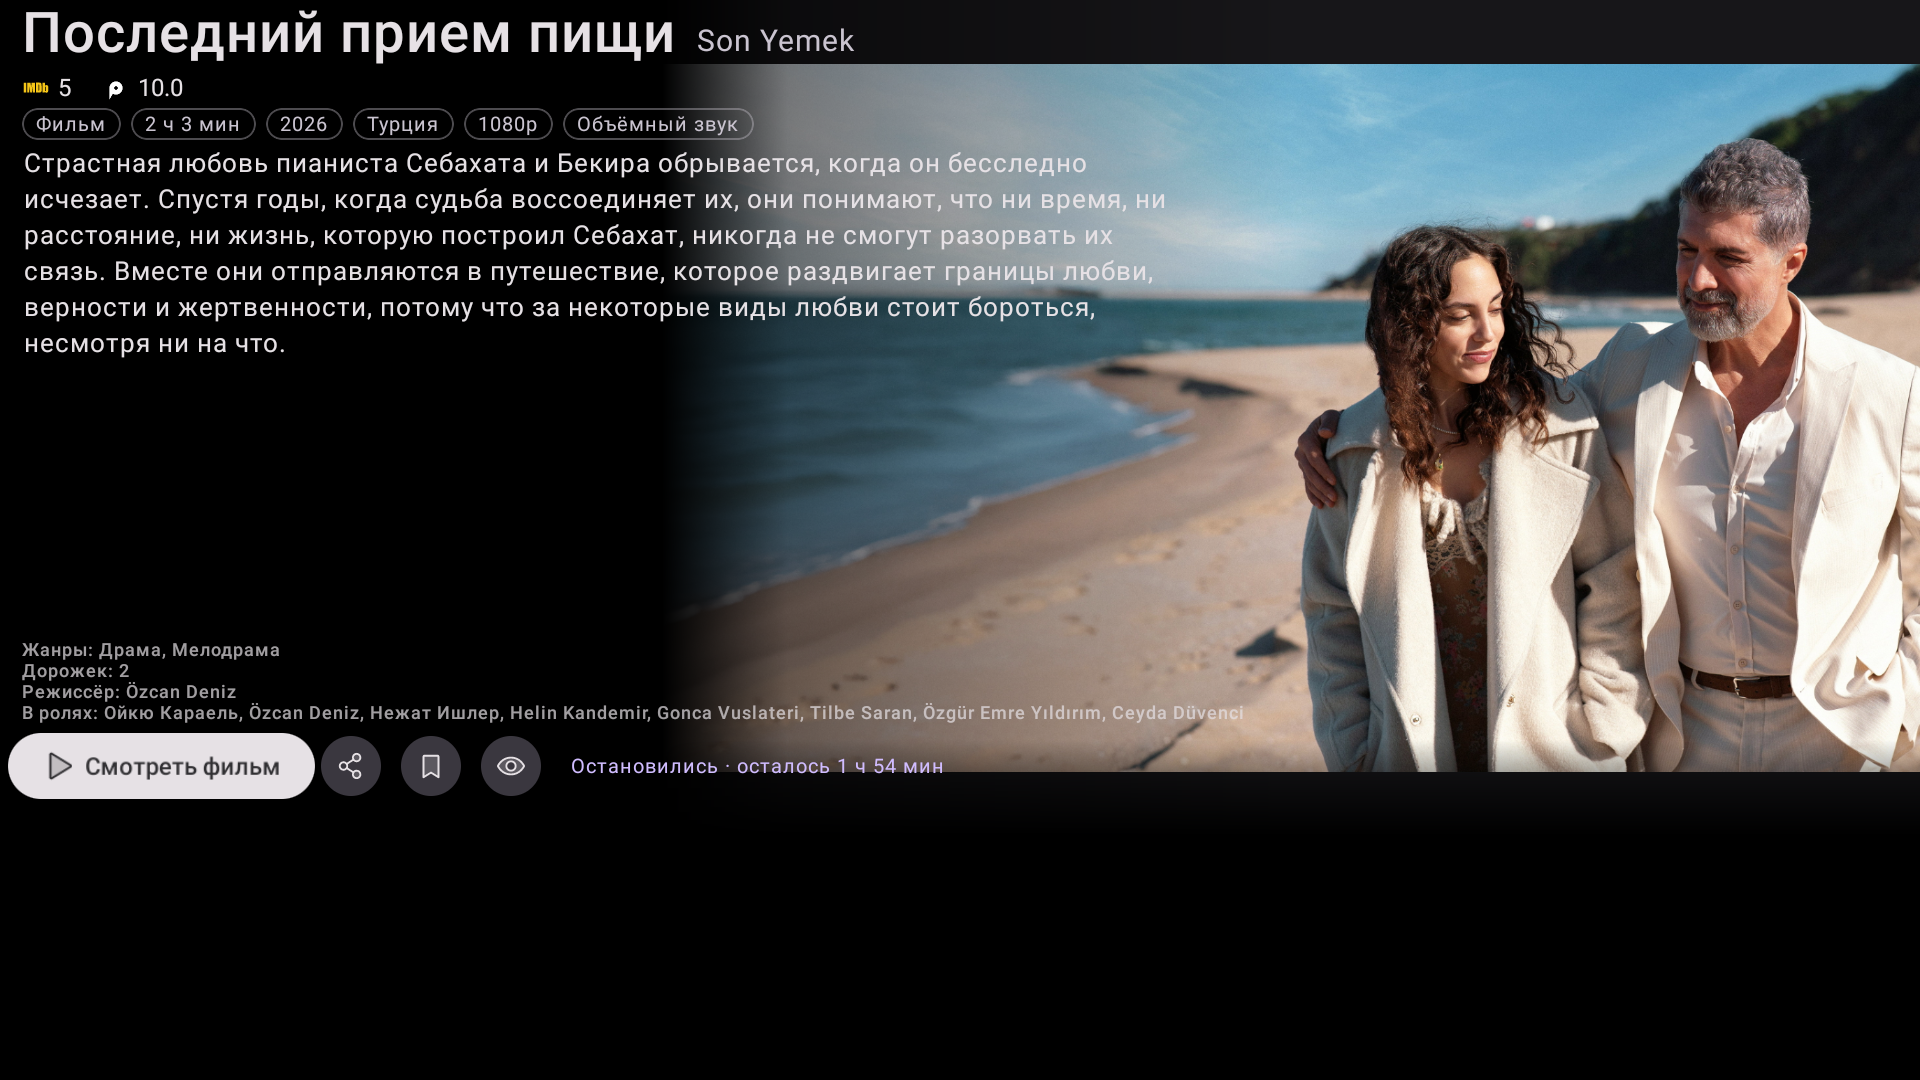 Последний прием пищи Son Yemek
IMDb 5 10.0
Фильм 2 ч 3 мин 2026 Турция 1080p Объёмный звук
Страстная любовь пианиста Себахата и Бекира обрывается, когда он бесследно
исчезает. Спустя годы, когда судьба воссоединяет их, они понимают, что ни время, ни
расстояние, ни жизнь, которую построил Себахат, никогда не смогут разорвать их
связь. Вместе они отправляются в путешествие, которое раздвигает границы любви,
верности и жертвенности, потому что за некоторые виды любви стоит бороться,
несмотря ни на что.
Жанры: Драма, Мелодрама
Дорожек: 2
Режиссёр: Özcan Deniz
В ролях: Ойкю Караель, Özcan Deniz, Нежат Ишлер, Helin Kandemir, Gonca Vuslateri, Tilbe Saran, Özgür Emre Yıldırım, Ceyda Düvenci
Смотреть фильм Остановились · осталось 1 ч 54 мин